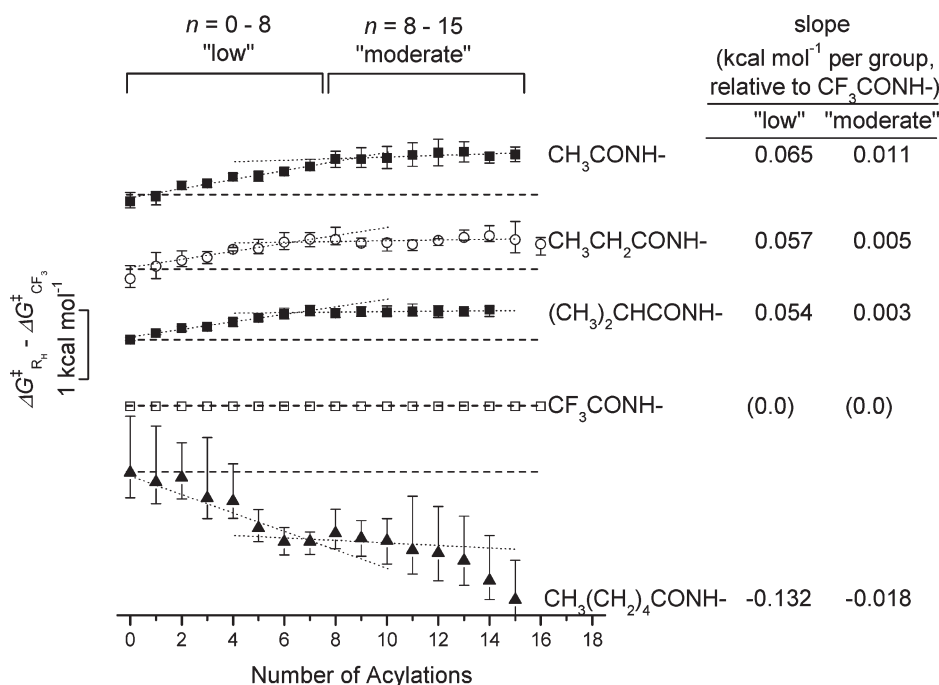 n = 0 - 8
"low"
n = 8 - 15
"moderate"
slope
(kcal mol⁻¹ per group,
relative to CF₃CONH-)
"low" "moderate"
CH₃CONH- 0.065 0.011
CH₃CH₂CONH- 0.057 0.005
(CH₃)₂CHCONH- 0.054 0.003
CF₃CONH- (0.0) (0.0)
CH₃(CH₂)₄CONH- -0.132 -0.018
ΔG‡RH - ΔG‡CF₃
1 kcal mol⁻¹
0 2 4 6 8 10 12 14 16 18
Number of Acylations